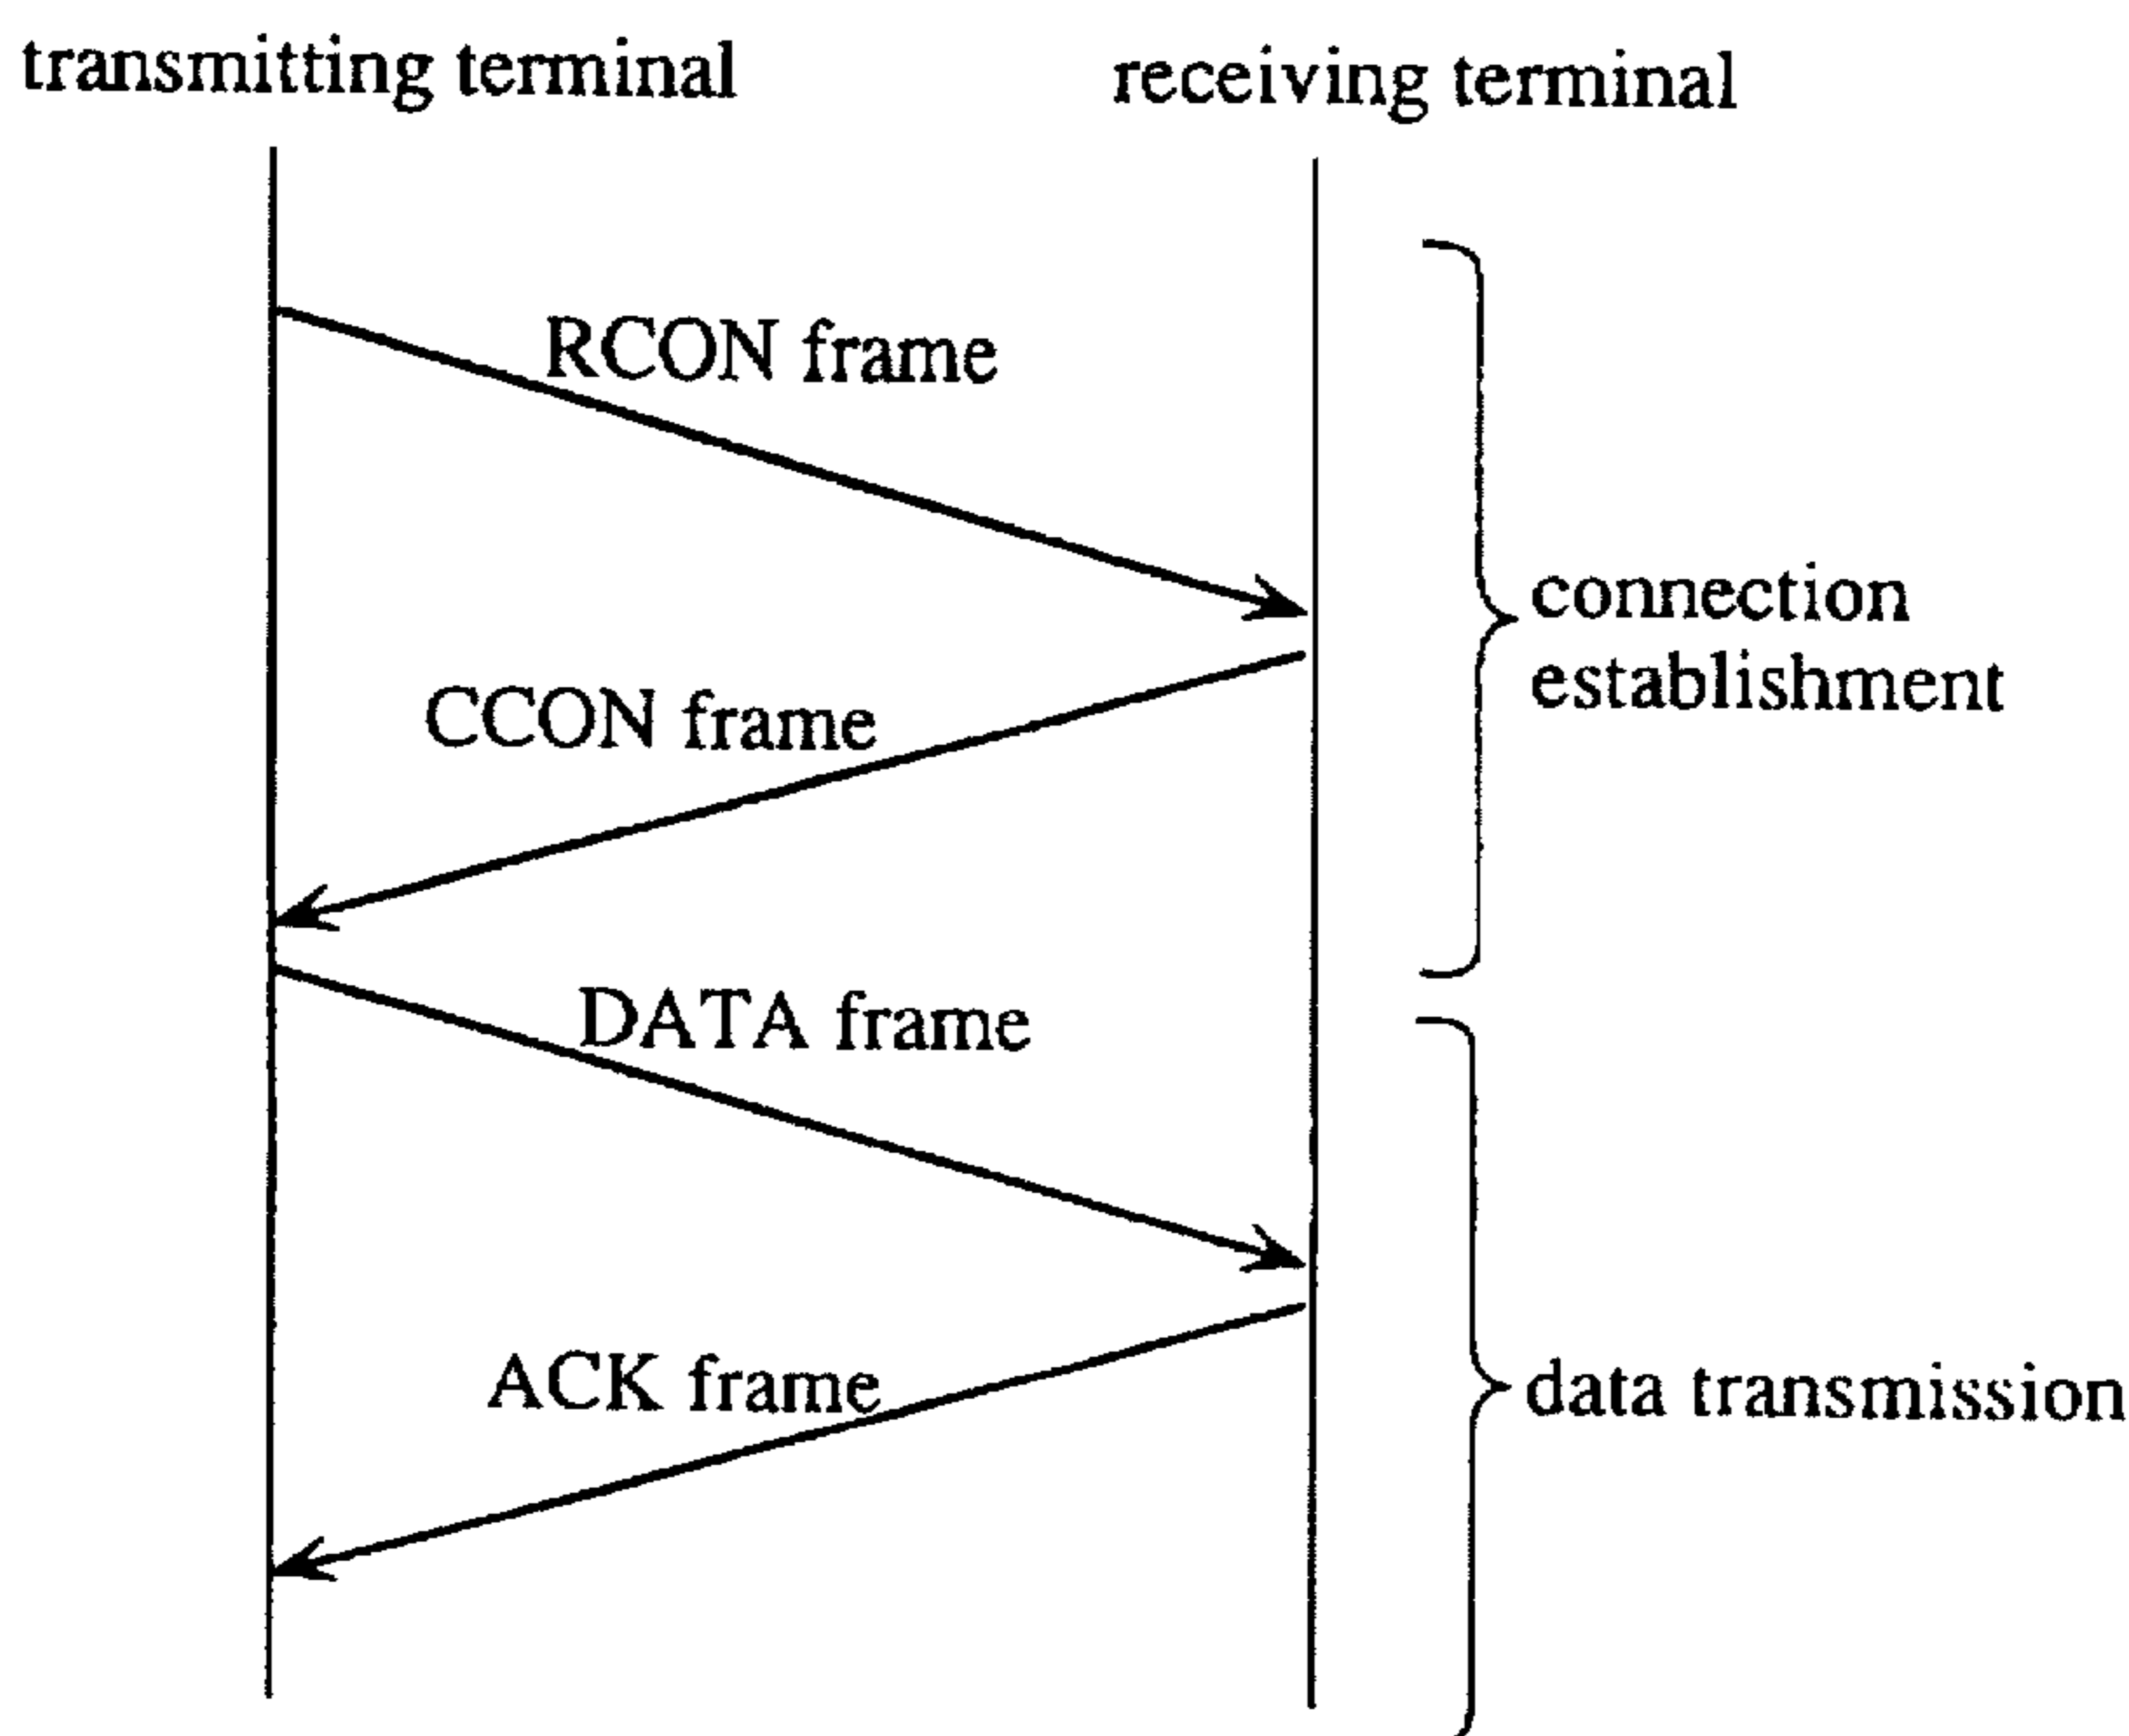 transmitting terminal
receiving terminal
RCON frame
connection
establishment
CCON frame
DATA frame
ACK frame
data transmission